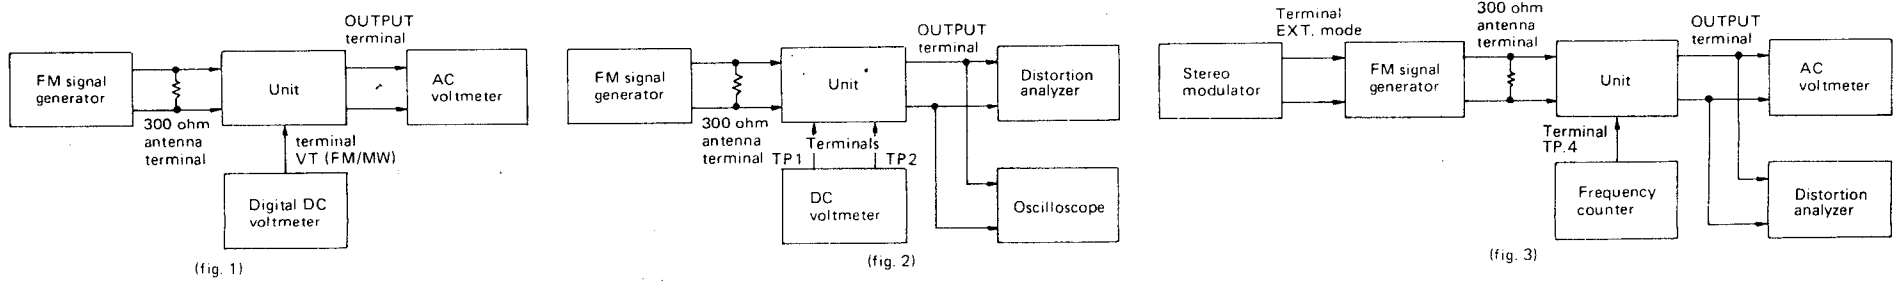 OUTPUT
terminal
FM signal
generator
Unit
AC
voltmeter
300 ohm
antenna
terminal
terminal
VT (FM/MW)
Digital DC
voltmeter
(fig. 1)
OUTPUT
terminal
FM signal
generator
Unit
Distortion
analyzer
300 ohm
antenna
terminal
Terminals
TP1
TP2
DC
voltmeter
Oscilloscope
(fig. 2)
Terminal
EXT. mode
300 ohm
antenna
terminal
OUTPUT
terminal
Stereo
modulator
FM signal
generator
Unit
AC
voltmeter
Terminal
TP.4
Frequency
counter
Distortion
analyzer
(fig. 3)